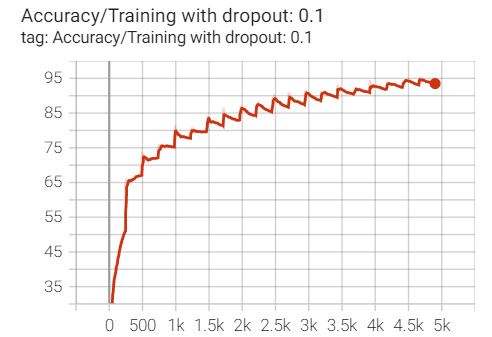 Accuracy/Training with dropout: 0.1
tag: Accuracy/Training with dropout: 0.1
95
85
75
65
55
45
35
0 500 1k 1.5k 2k 2.5k 3k 3.5k 4k 4.5k 5k